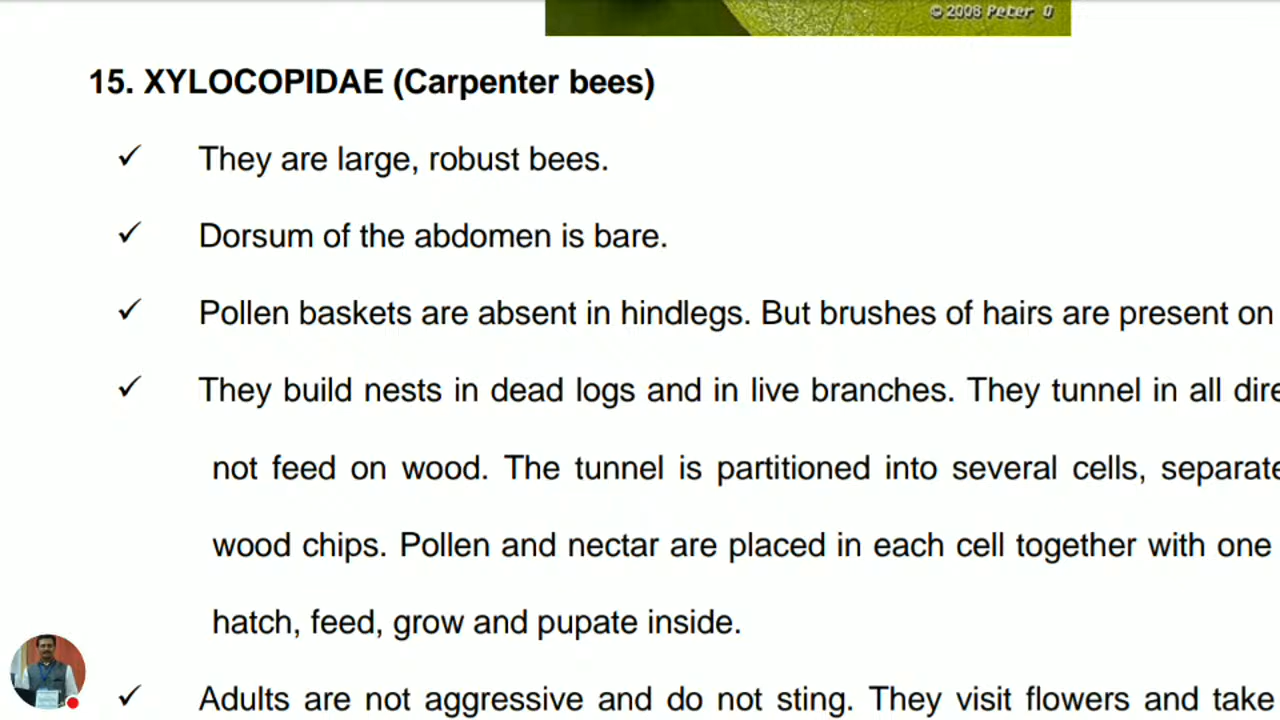 © 2008 Peter O
15. XYLOCOPIDAE (Carpenter bees)
✓ They are large, robust bees.
✓ Dorsum of the abdomen is bare.
✓ Pollen baskets are absent in hindlegs. But brushes of hairs are present on
✓ They build nests in dead logs and in live branches. They tunnel in all dire
not feed on wood. The tunnel is partitioned into several cells, separate
wood chips. Pollen and nectar are placed in each cell together with one
hatch, feed, grow and pupate inside.
✓ Adults are not aggressive and do not sting. They visit flowers and take